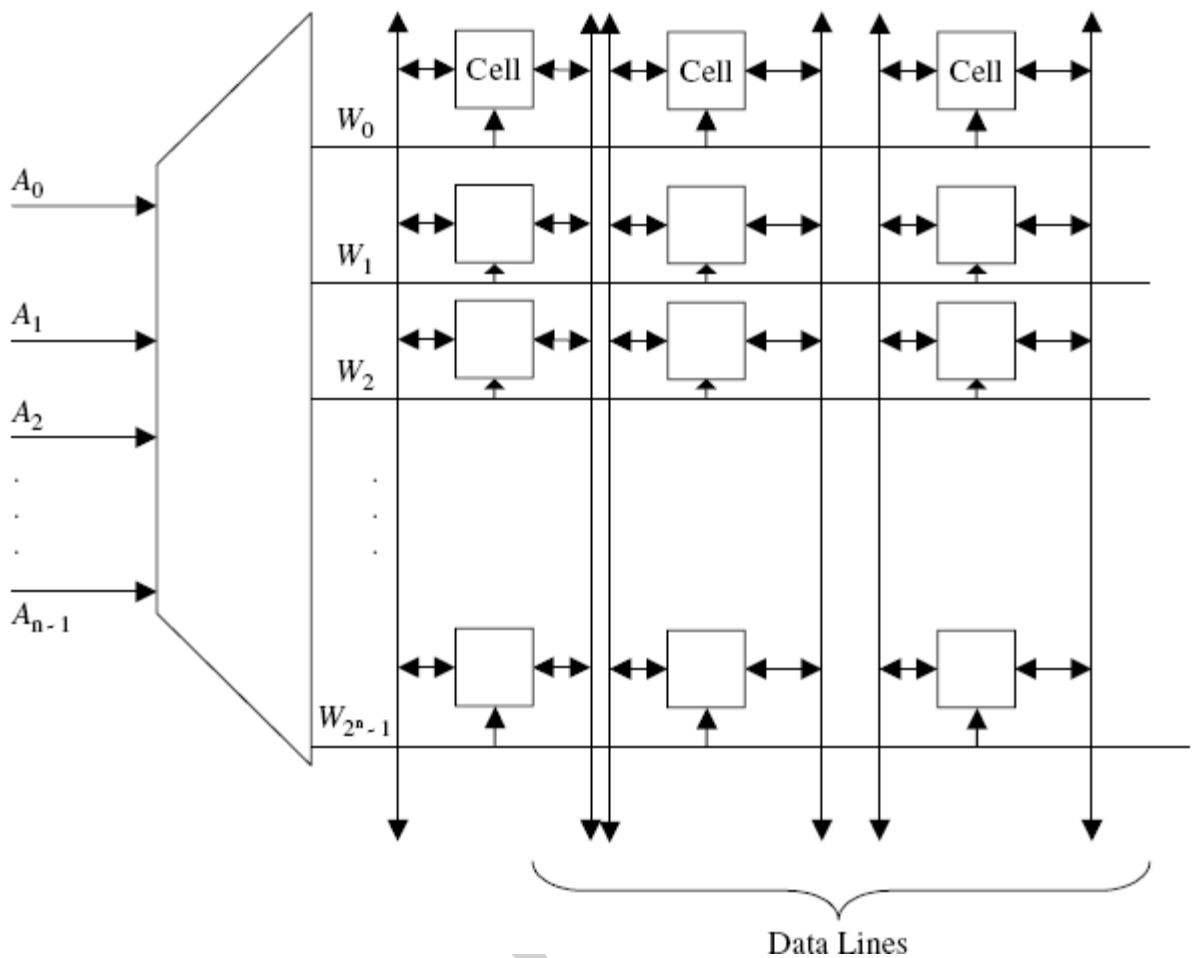 Cell Cell Cell
W0
A0
W1
A1
W2
A2
.
.
.
.
.
.
An-1
W2ⁿ-1
Data Lines